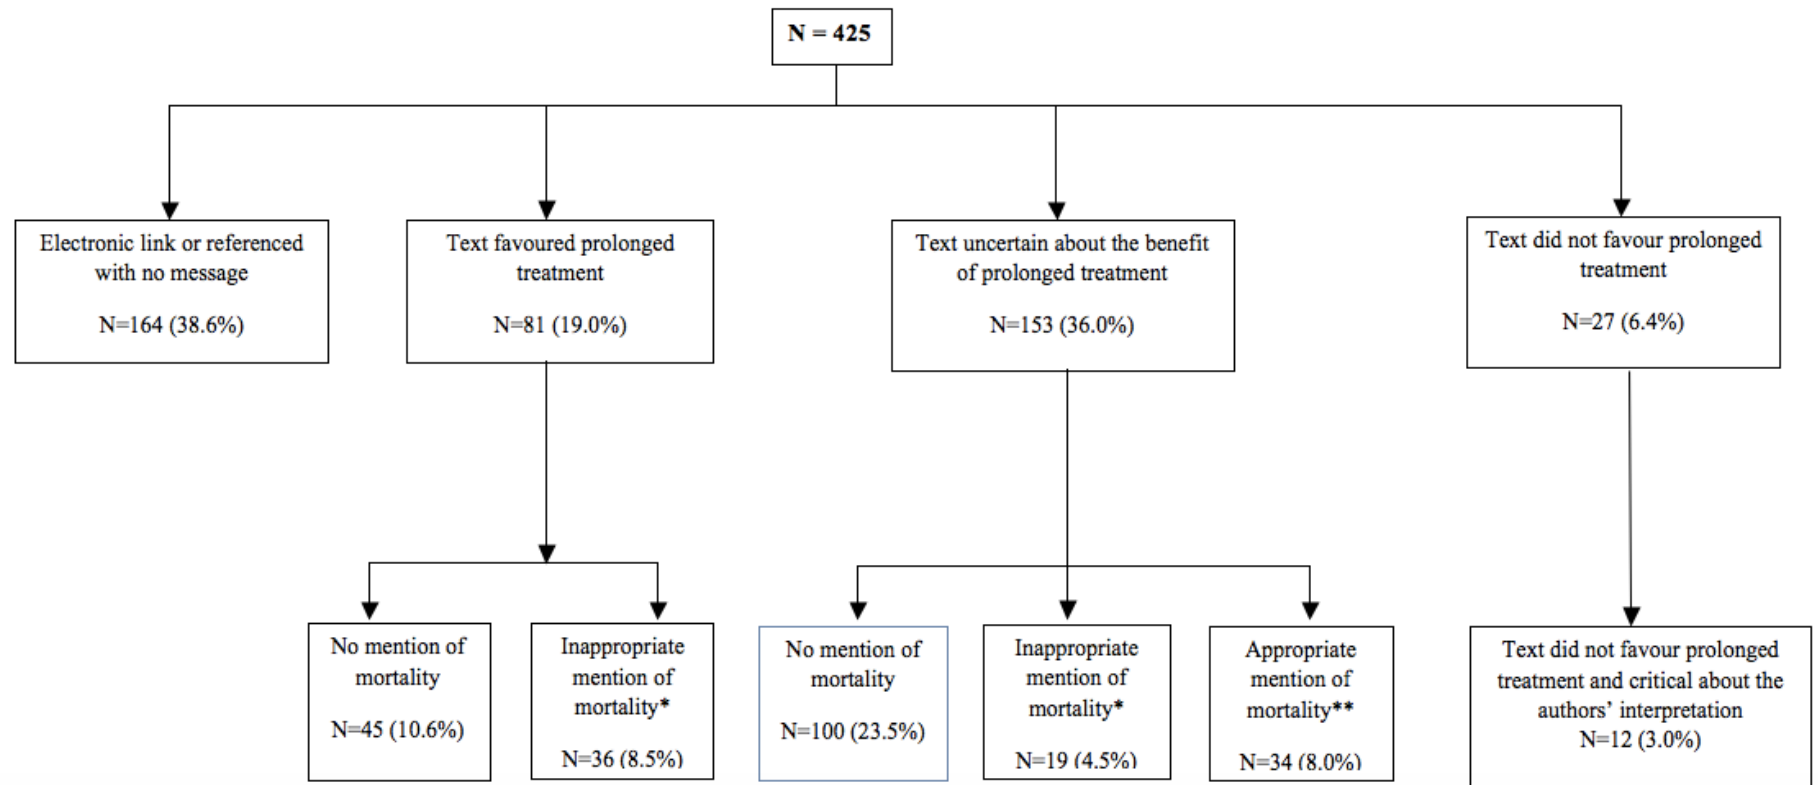 N = 425
Electronic link or referenced
with no message
N=164 (38.6%)
Text favoured prolonged
treatment
N=81 (19.0%)
Text uncertain about the benefit
of prolonged treatment
N=153 (36.0%)
Text did not favour prolonged
treatment
N=27 (6.4%)
No mention of
mortality
N=45 (10.6%)
Inappropriate
mention of
mortality*
N=36 (8.5%)
No mention of
mortality
N=100 (23.5%)
Inappropriate
mention of
mortality*
N=19 (4.5%)
Appropriate
mention of
mortality**
N=34 (8.0%)
Text did not favour prolonged
treatment and critical about the
authors’ interpretation
N=12 (3.0%)